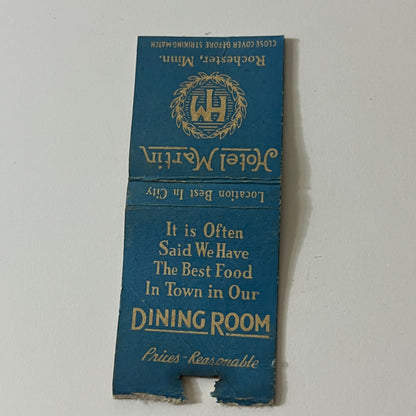 CLOSE COVER BEFORE STRIKING MATCH
Rochester, Minn.
HM
Hotel Martin
Location Best In City
It is Often
Said We Have
The Best Food
In Town in Our
DINING ROOM
Prices-Reasonable